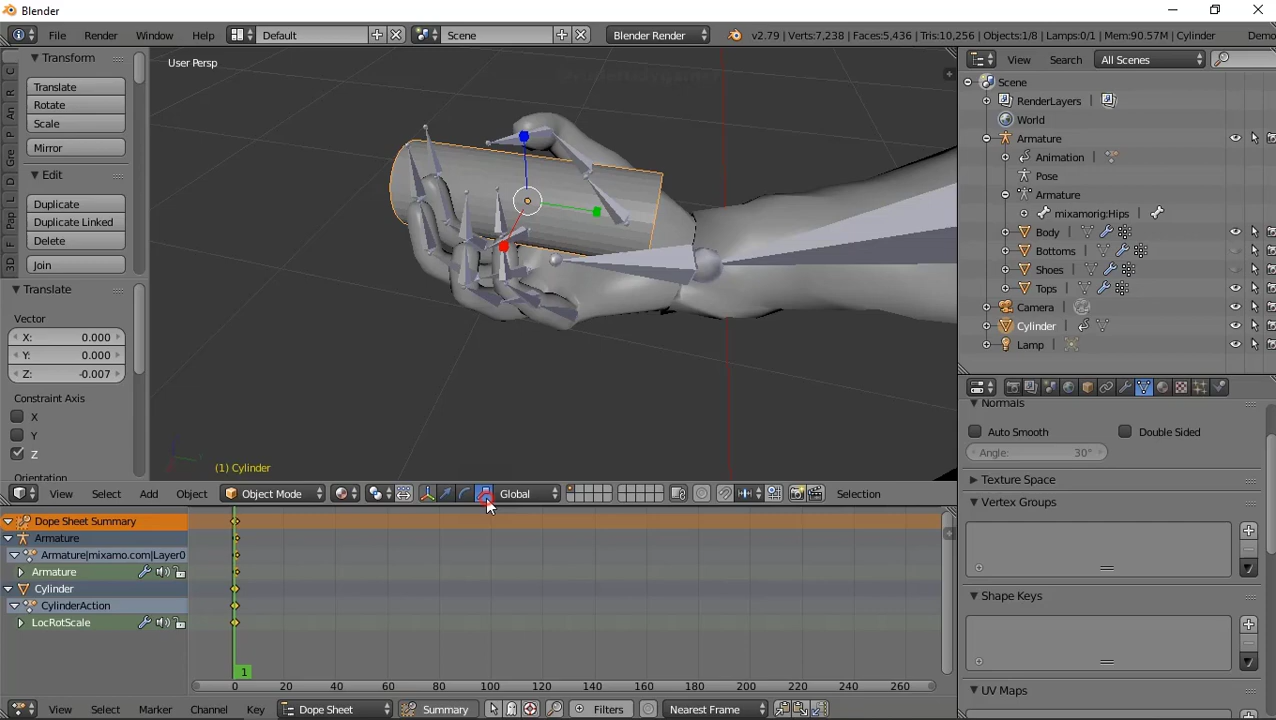 Blender
File Render Window Help Default Scene Blender Render v2.79 | Verts:7,238 | Faces:5,436 | Tris:10,256 | Objects:1/8 | Lamps:0/1 | Mem:90.57M | Cylinder Demo
Transform
Translate
Rotate
Scale
Mirror
Edit
Duplicate
Duplicate Linked
Delete
Join
C
R
An
P
Gre
D
Pap
F
3D
Translate
Vector
X: 0.000
Y: 0.000
Z: -0.007
Constraint Axis
X
Y
Z
Orientation
User Persp
(1) Cylinder
View Select Add Object Object Mode Global Selection
Dope Sheet Summary
Armature
Armature|mixamo.com|Layer0
Armature
Cylinder
CylinderAction
LocRotScale
1
0 20 40 60 80 100 120 140 160 180 200 220 240 260
View Select Marker Channel Key Dope Sheet Summary Filters Nearest Frame
View Search All Scenes
Scene
RenderLayers
World
Armature
Animation
Pose
Armature
mixamorig:Hips
Body
Bottoms
Shoes
Tops
Camera
Cylinder
Lamp
Normals
Auto Smooth Double Sided
Angle: 30°
Texture Space
Vertex Groups
Shape Keys
UV Maps